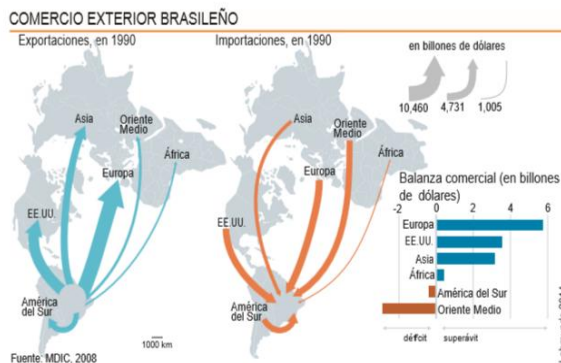 COMERCIO EXTERIOR BRASILEÑO
Exportaciones, en 1990
Importaciones, en 1990
en billones de dólares
10,460
4,731
1,005
Asia
Oriente
Medio
África
Europa
EE.UU.
América
del Sur
1000 km
Asia
Oriente
Medio
África
Europa
EE.UU.
América
del Sur
Balanza comercial (en billones
de dólares)
-2
0
2
4
6
Europa
EE.UU.
Asia
África
América del Sur
Oriente Medio
déficit
superávit
Fuente: MDIC, 2008